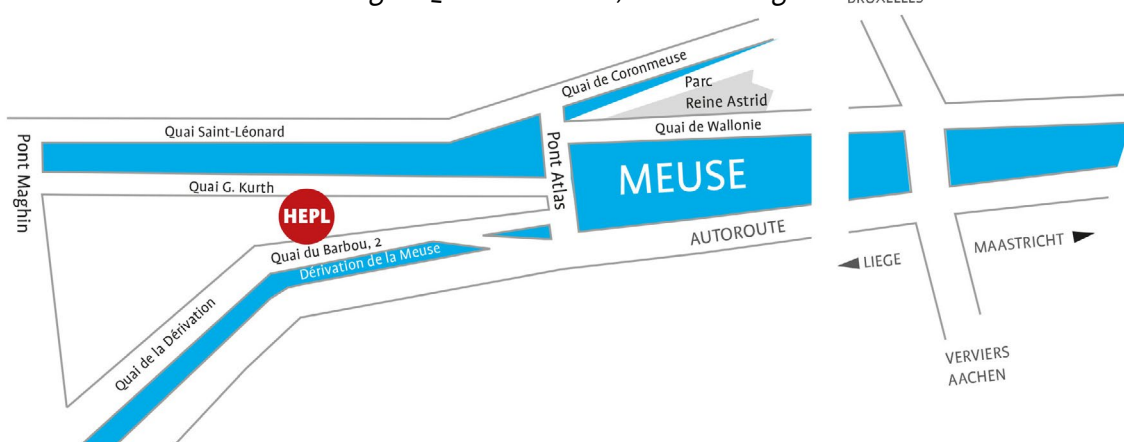 BRUXELLES
Quai de Coronmeuse
Parc
Reine Astrid
Quai Saint-Léonard
Quai de Wallonie
Pont Maghin
Pont Atlas
MEUSE
Quai G. Kurth
HEPL
Quai du Barbou, 2
Dérivation de la Meuse
AUTOROUTE
LIEGE
MAASTRICHT
Quai de la Dérivation
VERVIERS
AACHEN